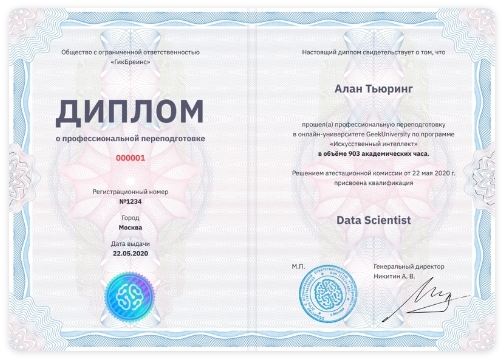 Общество с ограниченной ответственностью
«ГикБреинс»
ДИПЛОМ
о профессиональной переподготовке
000001
Регистрационный номер
№1234
Город
Москва
Дата выдачи
22.05.2020
Настоящий диплом свидетельствует о том, что
Алан Тьюринг
прошел(а) профессиональную переподготовку
в онлайн-университете GeekUniversity по программе
«Искусственный интеллект»
в объёме 903 академических часа.
Решением атестационной комиссии от 22 мая 2020 г.
присвоена квалификация
Data Scientist
М.П.
Генеральный директор
Никитин А. В.